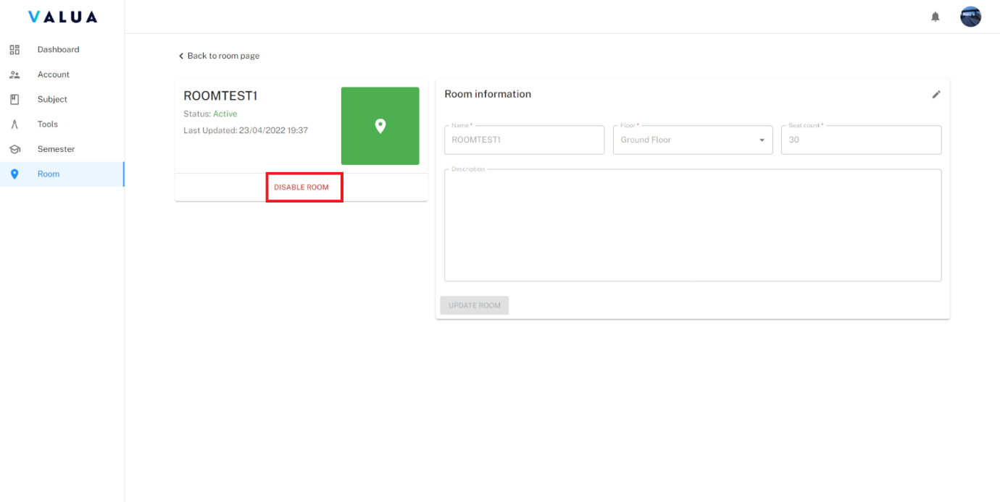 VALUA
Dashboard
Account
Subject
Tools
Semester
Room
Back to room page
ROOMTEST1
Status: Active
Last Updated: 23/04/2022 19:37
DISABLE ROOM
Room information
Name *
ROOMTEST1
Floor *
Ground Floor
Seat count *
30
Description
UPDATE ROOM